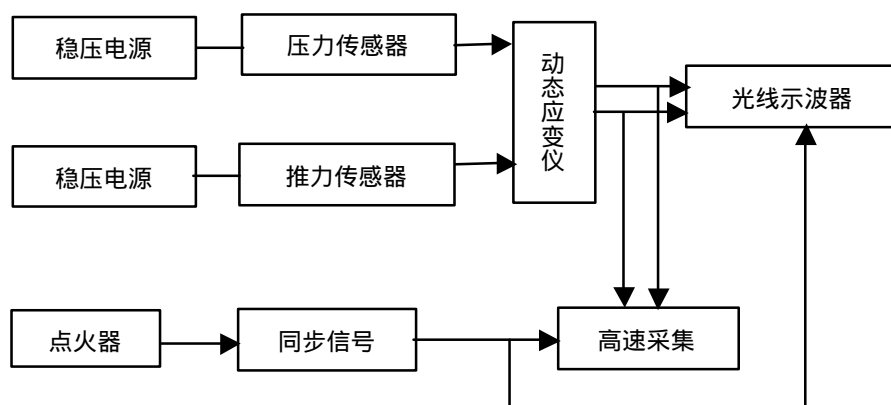 稳压电源
压力传感器
动态应变仪
光线示波器
稳压电源
推力传感器
点火器
同步信号
高速采集